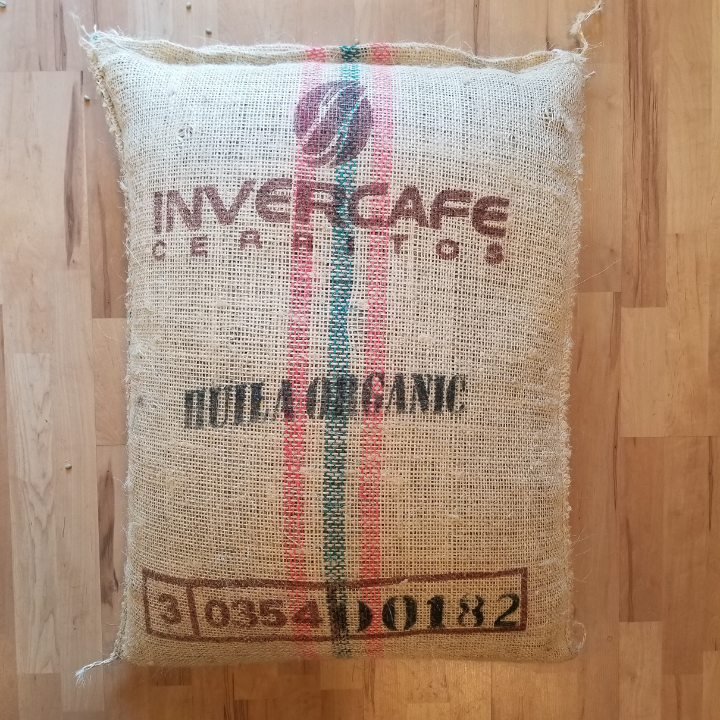 INVERCAFE
CERRITOS
HUILA ORGANIC
3 0354 00182